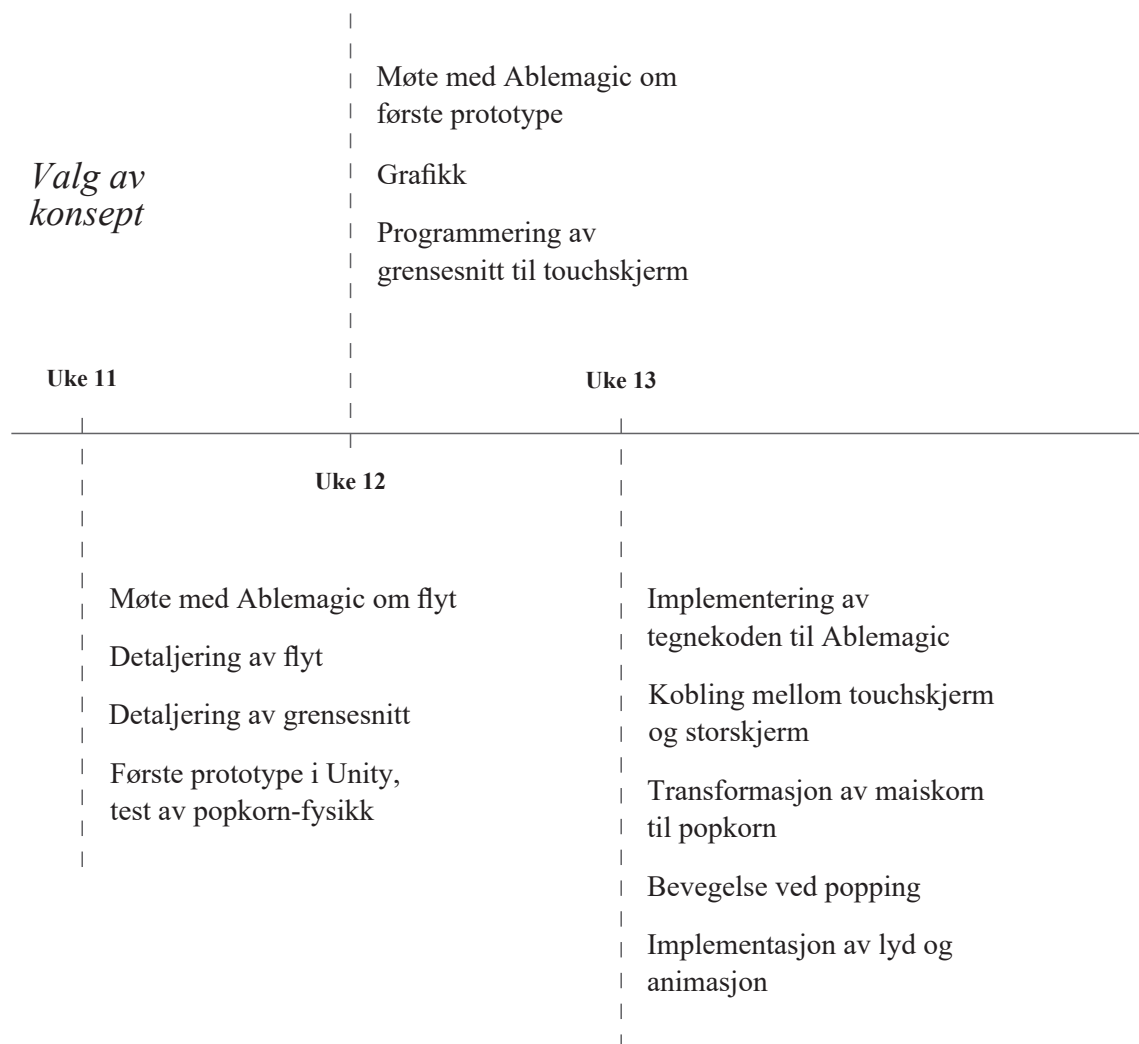 Møte med Ablemagic om
første prototype
Valg av
konsept
Grafikk
Programmering av
grensesnitt til touchskjerm
Uke 11
Uke 13
Uke 12
Møte med Ablemagic om flyt
Detaljering av flyt
Detaljering av grensesnitt
Første prototype i Unity,
test av popkorn-fysikk
Implementering av
tegnekoden til Ablemagic
Kobling mellom touchskjerm
og storskjerm
Transformasjon av maiskorn
til popkorn
Bevegelse ved popping
Implementasjon av lyd og
animasjon